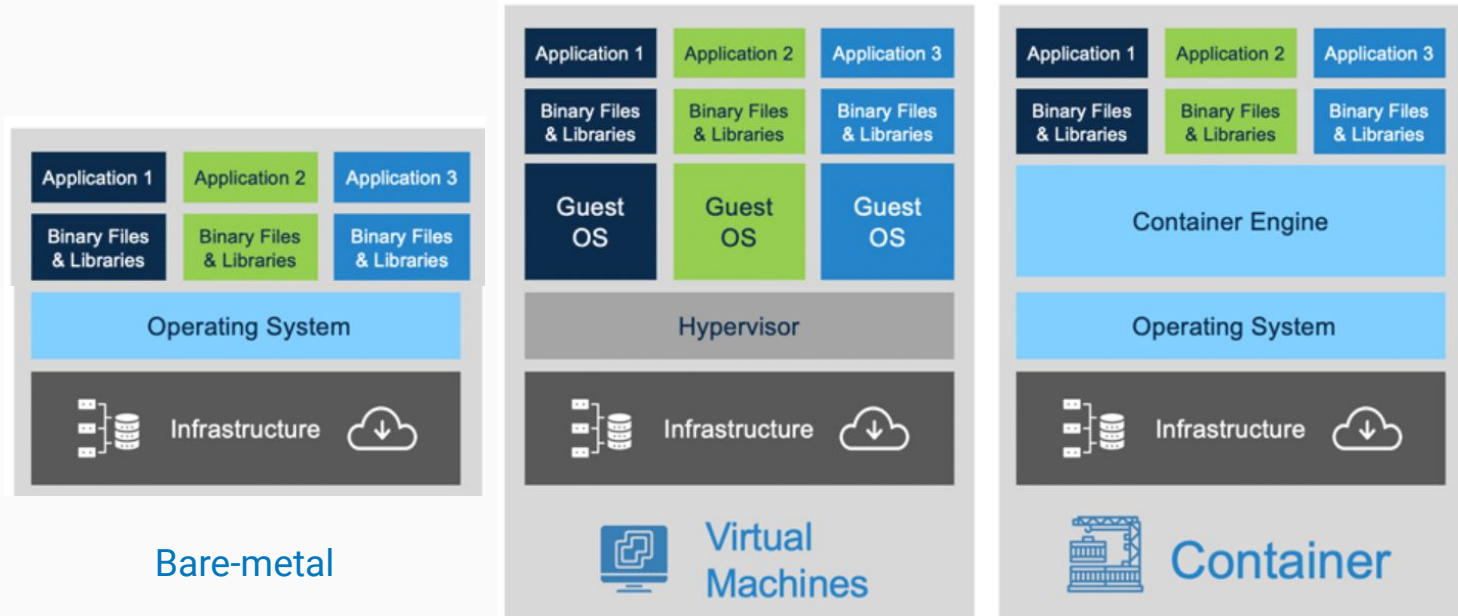 Application 1
Application 2
Application 3
Binary Files
& Libraries
Binary Files
& Libraries
Binary Files
& Libraries
Operating System
Infrastructure
Bare-metal
Application 1
Application 2
Application 3
Binary Files
& Libraries
Binary Files
& Libraries
Binary Files
& Libraries
Guest
OS
Guest
OS
Guest
OS
Hypervisor
Infrastructure
Virtual
Machines
Application 1
Application 2
Application 3
Binary Files
& Libraries
Binary Files
& Libraries
Binary Files
& Libraries
Container Engine
Operating System
Infrastructure
Container